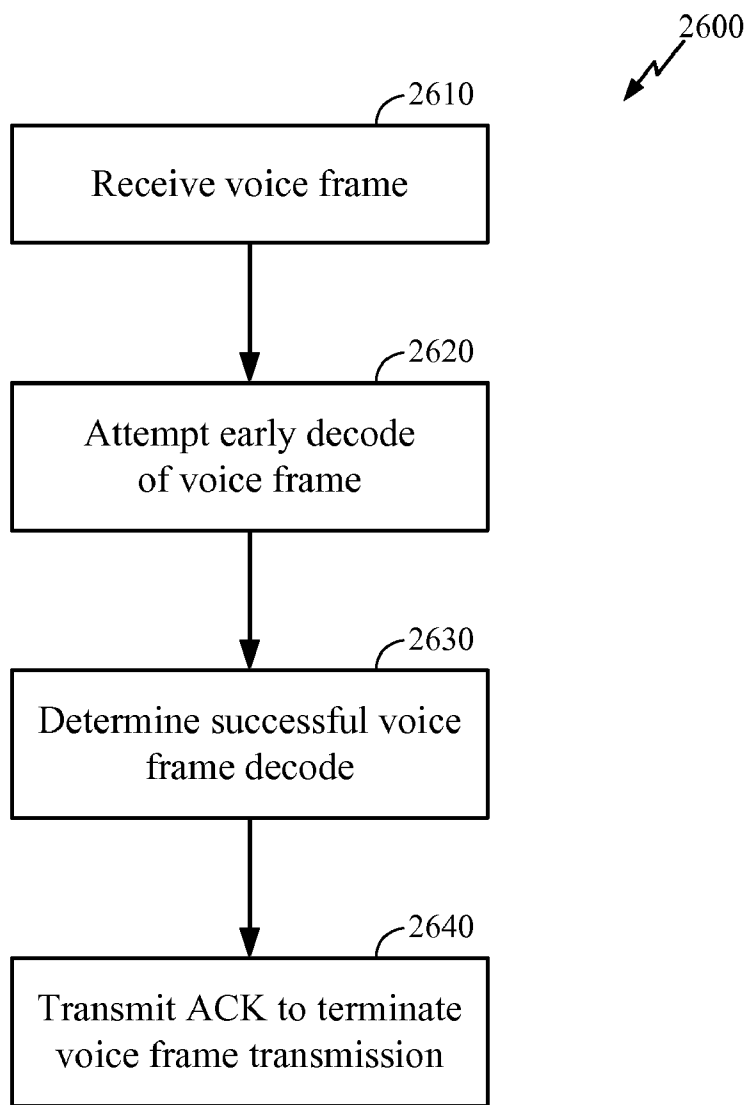 2600
2610
Receive voice frame
2620
Attempt early decode
of voice frame
2630
Determine successful voice
frame decode
2640
Transmit ACK to terminate
voice frame transmission